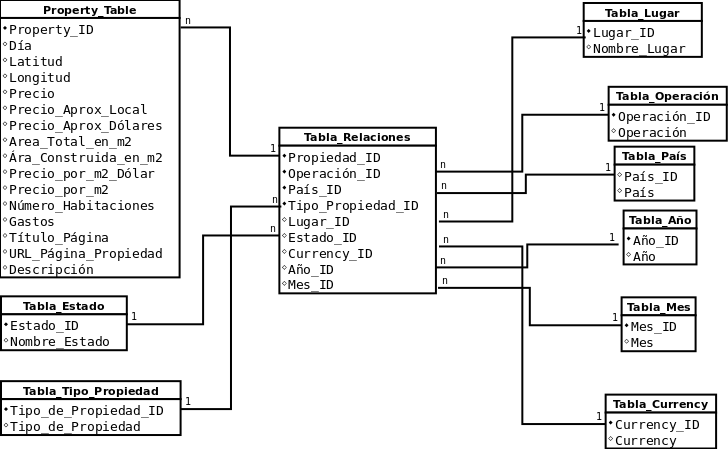 Property_Table
Property_ID
Día
Latitud
Longitud
Precio
Precio_Aprox_Local
Precio_Aprox_Dólares
Area_Total_en_m2
Ára_Construida_en_m2
Precio_por_m2_Dólar
Precio_por_m2
Número_Habitaciones
Gastos
Título_Página
URL_Página_Propiedad
Descripción
n
1
Tabla_Estado
Estado_ID
Nombre_Estado
1
n
Tabla_Tipo_Propiedad
Tipo_de_Propiedad_ID
Tipo_de_Propiedad
1
n
Tabla_Relaciones
Propiedad_ID
Operación_ID
País_ID
Tipo_Propiedad_ID
Lugar_ID
Estado_ID
Currency_ID
Año_ID
Mes_ID
n
n
n
n
n
n
Tabla_Lugar
Lugar_ID
Nombre_Lugar
1
Tabla_Operación
Operación_ID
Operación
1
Tabla_País
País_ID
País
1
Tabla_Año
Año_ID
Año
1
Tabla_Mes
Mes_ID
Mes
1
Tabla_Currency
Currency_ID
Currency
1